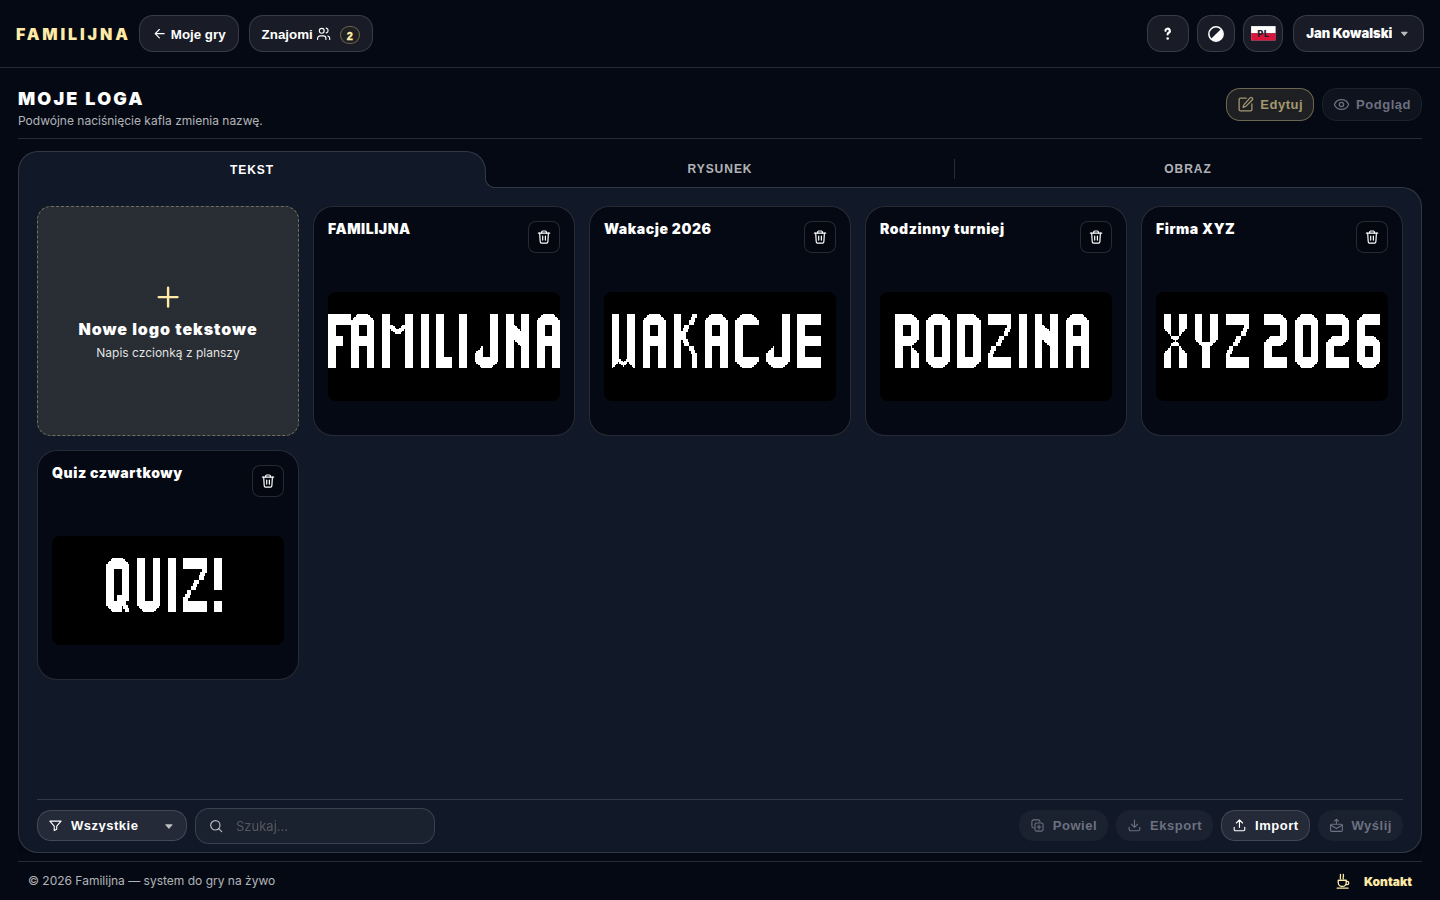 FAMILIJNA
Moje gry
Znajomi 2
?
PL
Jan Kowalski
MOJE LOGA
Podwójne naciśnięcie kafla zmienia nazwę.
Edytuj
Podgląd
TEKST
RYSUNEK
OBRAZ
Nowe logo tekstowe
Napis czcionką z planszy
FAMILIJNA
FAMILIJNA
Wakacje 2026
WAKACJE
Rodzinny turniej
RODZINA
Firma XYZ
XYZ 2026
Quiz czwartkowy
QUIZ!
Wszystkie
Szukaj...
Powiel
Eksport
Import
Wyślij
© 2026 Familijna — system do gry na żywo
Kontakt